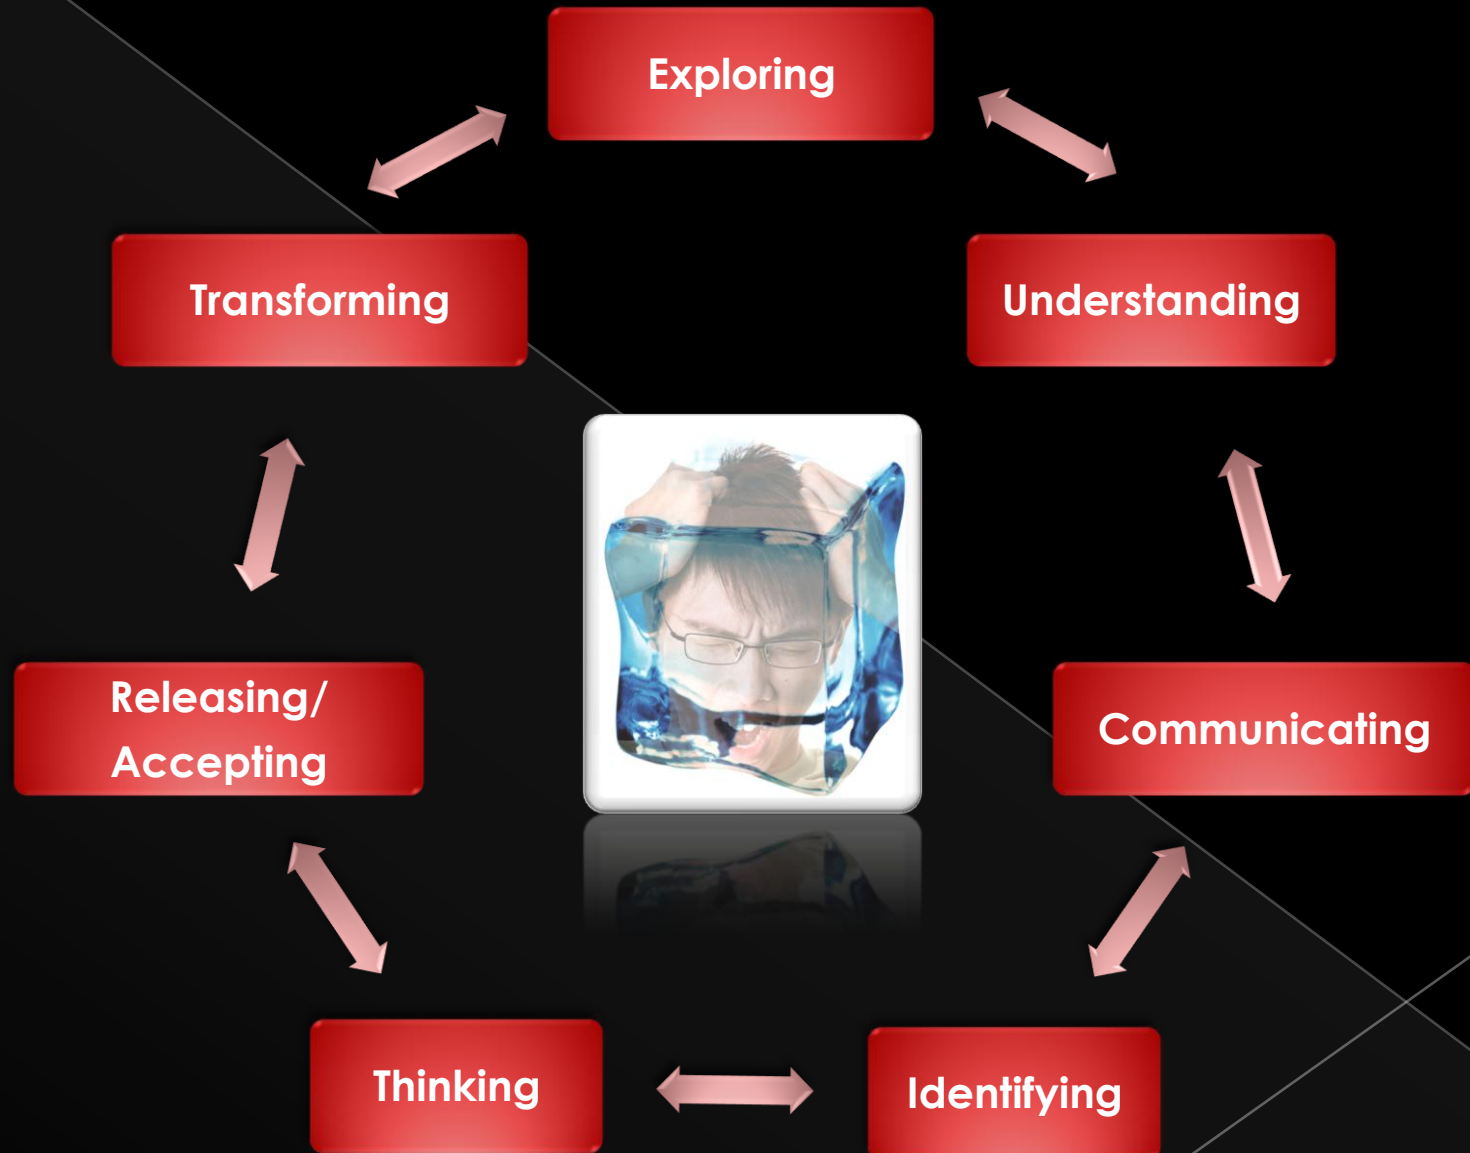 Exploring
Transforming
Understanding
Releasing/
Accepting
Communicating
Thinking
Identifying